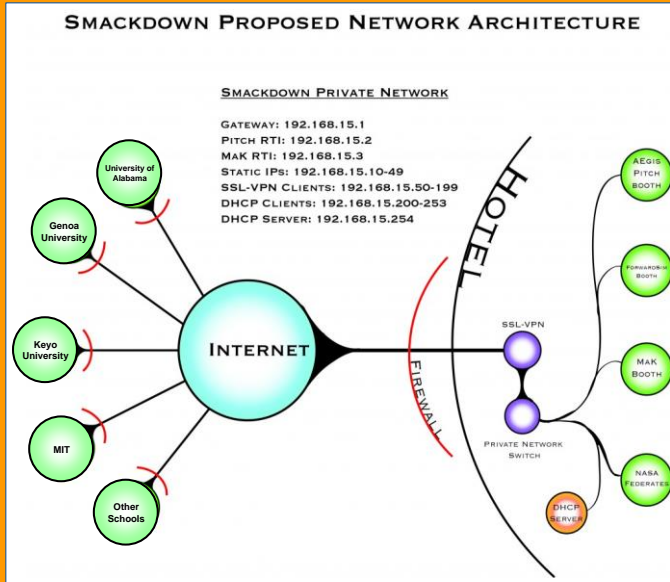 SMACKDOWN PROPOSED NETWORK ARCHITECTURE
SMACKDOWN PRIVATE NETWORK
GATEWAY: 192.168.15.1
PITCH RTI: 192.168.15.2
MAK RTI: 192.168.15.3
STATIC IPS: 192.168.15.10-49
SSL-VPN CLIENTS: 192.168.15.50-199
DHCP CLIENTS: 192.168.15.200-253
DHCP SERVER: 192.168.15.254
University of
Alabama
Genoa
University
Keyo
University
MIT
Other
Schools
INTERNET
FIREWALL
HOTEL
SSL-VPN
PRIVATE NETWORK
SWITCH
AEGIS
PITCH
BOOTH
FORWARDSIM
BOOTH
MAK
BOOTH
NASA
FEDERATES
DHCP
SERVER